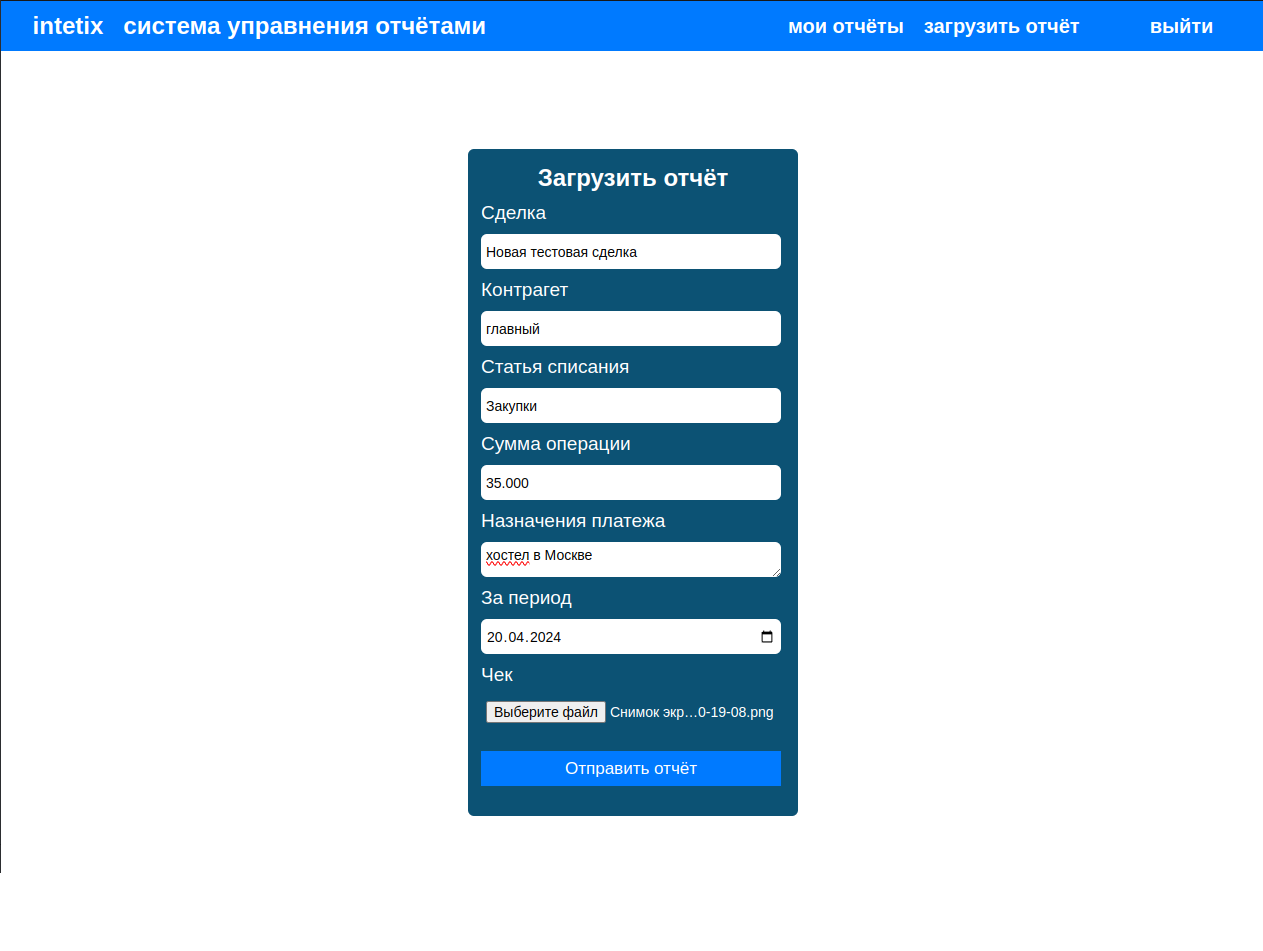 intetix система управления отчётами мои отчёты загрузить отчёт выйти
Загрузить отчёт
Сделка
Новая тестовая сделка
Контрагет
главный
Статья списания
Закупки
Сумма операции
35.000
Назначения платежа
хостел в Москве
За период
20.04.2024
Чек
Выберите файл Снимок экр...0-19-08.png
Отправить отчёт